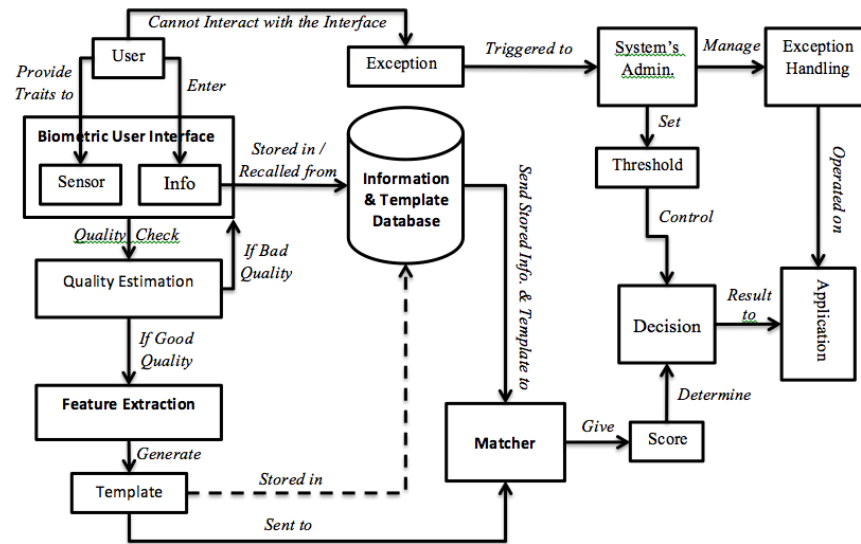 Cannot Interact with the Interface
User
Provide
Traits to
Enter
Exception
Triggered to
System's
Admin.
Manage
Exception
Handling
Biometric User Interface
Sensor
Info
Stored in /
Recalled from
Information
& Template
Database
Set
Threshold
Operated on
Send Stored Info. & Template to
Control
Quality Check
If Bad
Quality
Quality Estimation
Decision
Result
to
Application
If Good
Quality
Feature Extraction
Determine
Matcher
Give
Score
Generate
Template
Stored in
Sent to